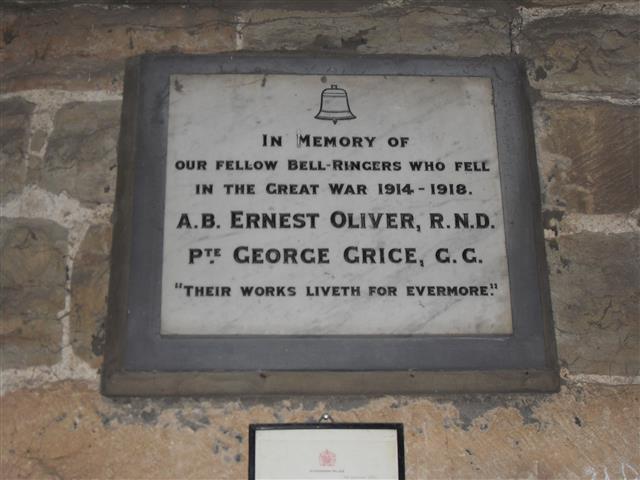 In Memory of
our fellow Bell-Ringers who fell
in the Great War 1914-1918.
A.B. Ernest Oliver, R.N.D.
Pte George Grice, G.G.
"Their works liveth for evermore."